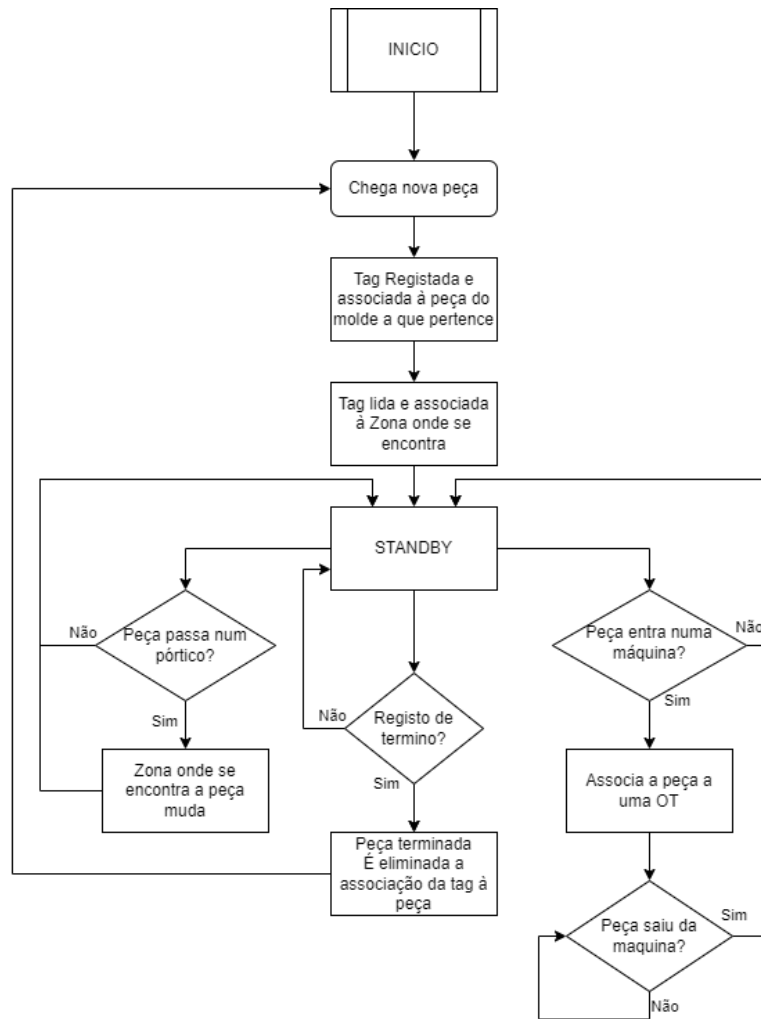 INICIO
Chega nova peça
Tag Registada e
associada à peça do
molde a que pertence
Tag lida e associada
à Zona onde se
encontra
STANDBY
Peça passa num
pórtico?
Não
Sim
Zona onde se
encontra a peça
muda
Registo de
termino?
Não
Sim
Peça terminada
É eliminada a
associação da tag à
peça
Peça entra numa
máquina?
Não
Sim
Associa a peça a
uma OT
Peça saiu da
maquina?
Sim
Não